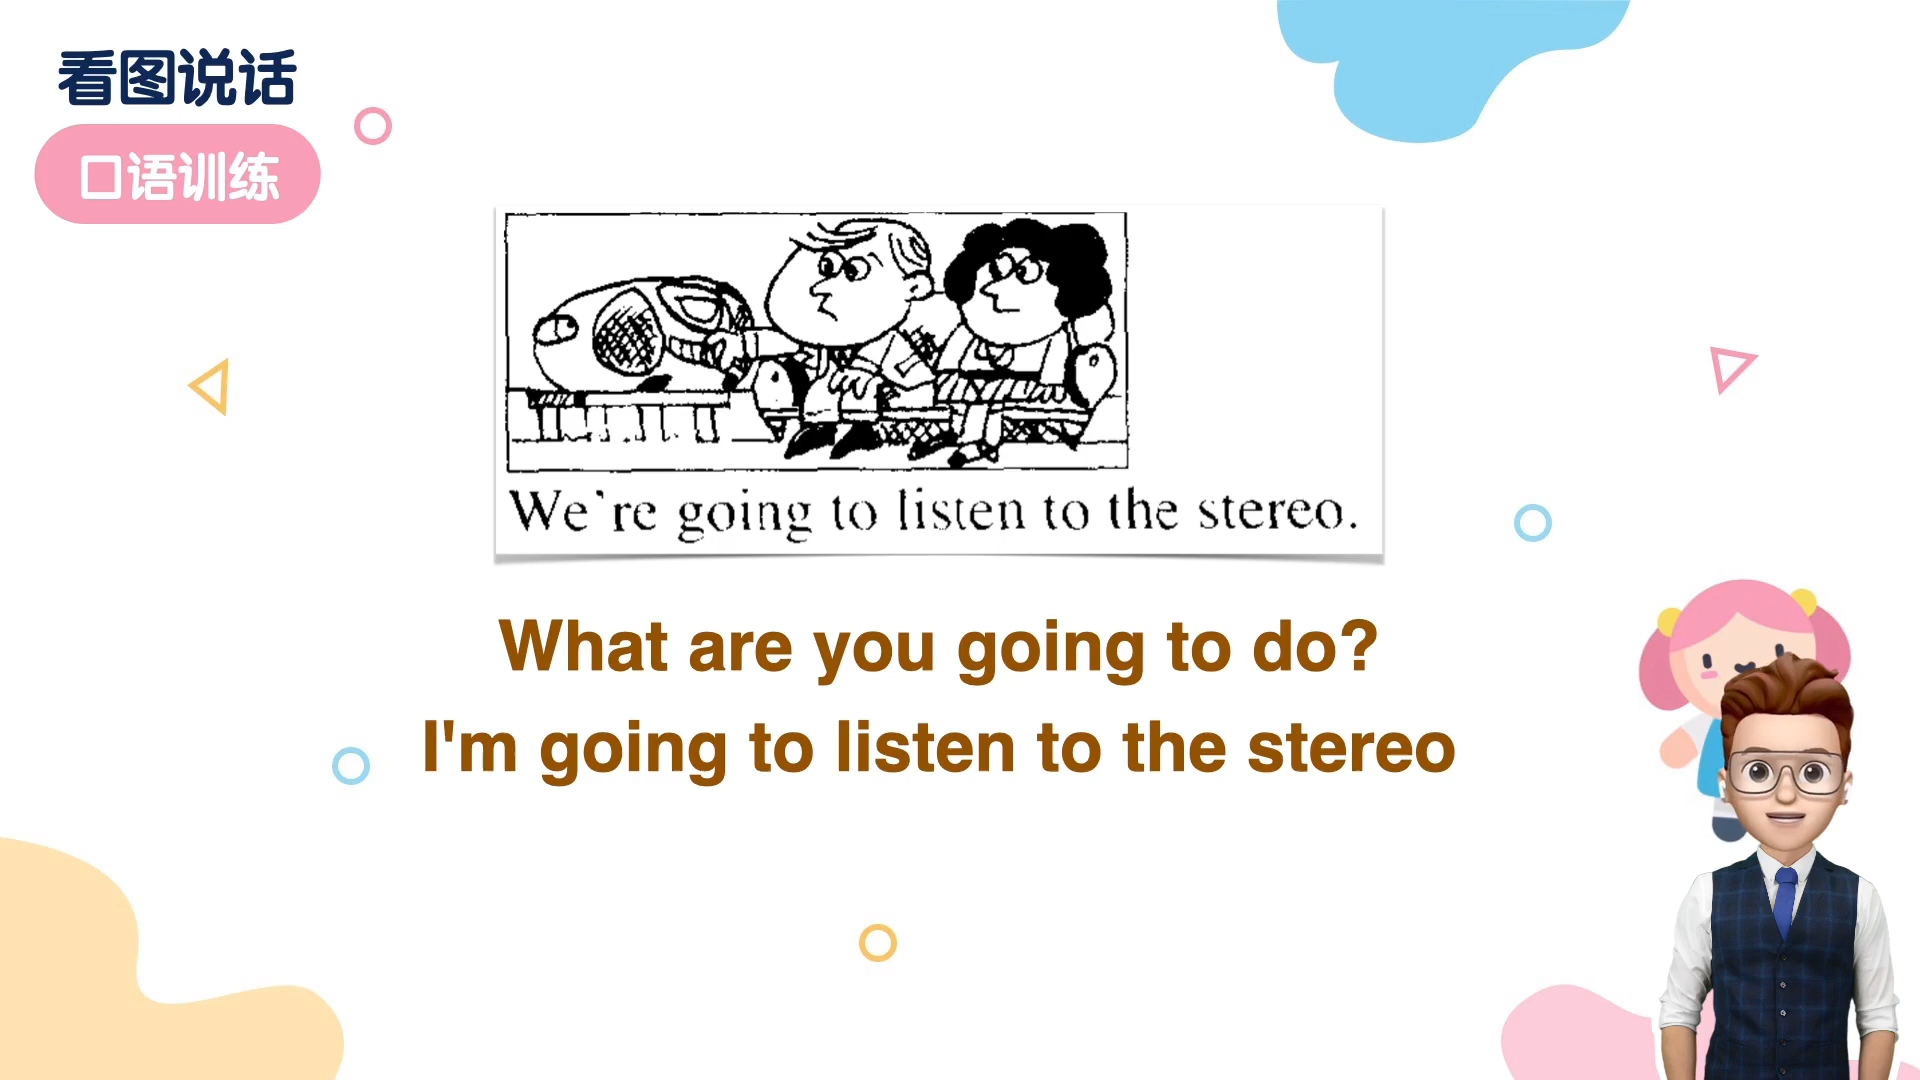 看图说话
口语训练
We're going to listen to the stereo.
What are you going to do?
I'm going to listen to the stereo